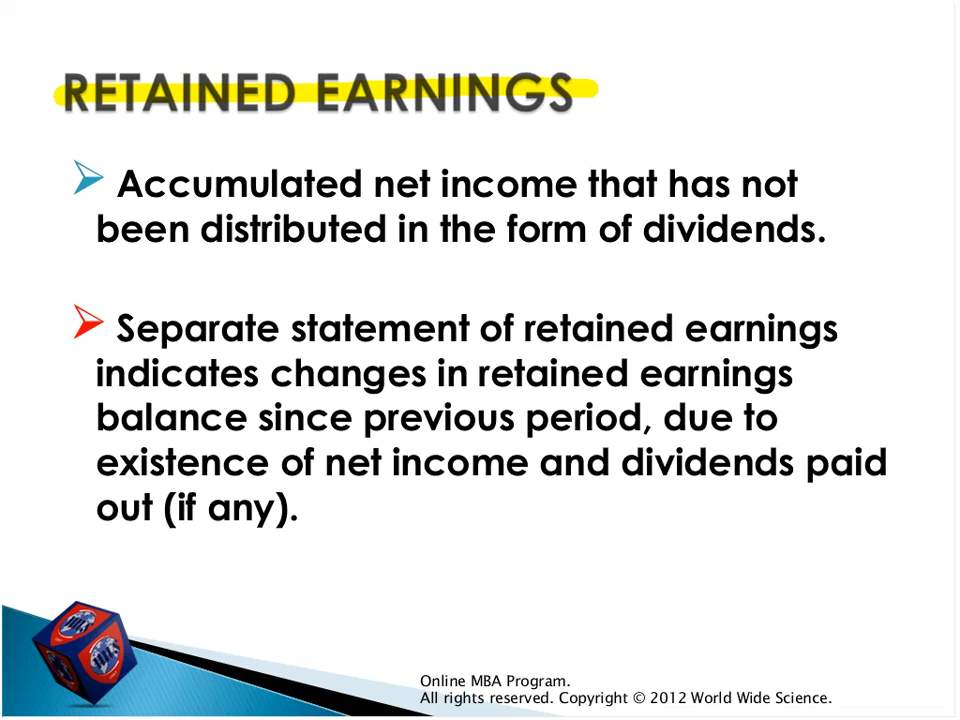 RETAINED EARNINGS
Accumulated net income that has not
been distributed in the form of dividends.
Separate statement of retained earnings
indicates changes in retained earnings
balance since previous period, due to
existence of net income and dividends paid
out (if any).
Online MBA Program.
All rights reserved. Copyright © 2012 World Wide Science.